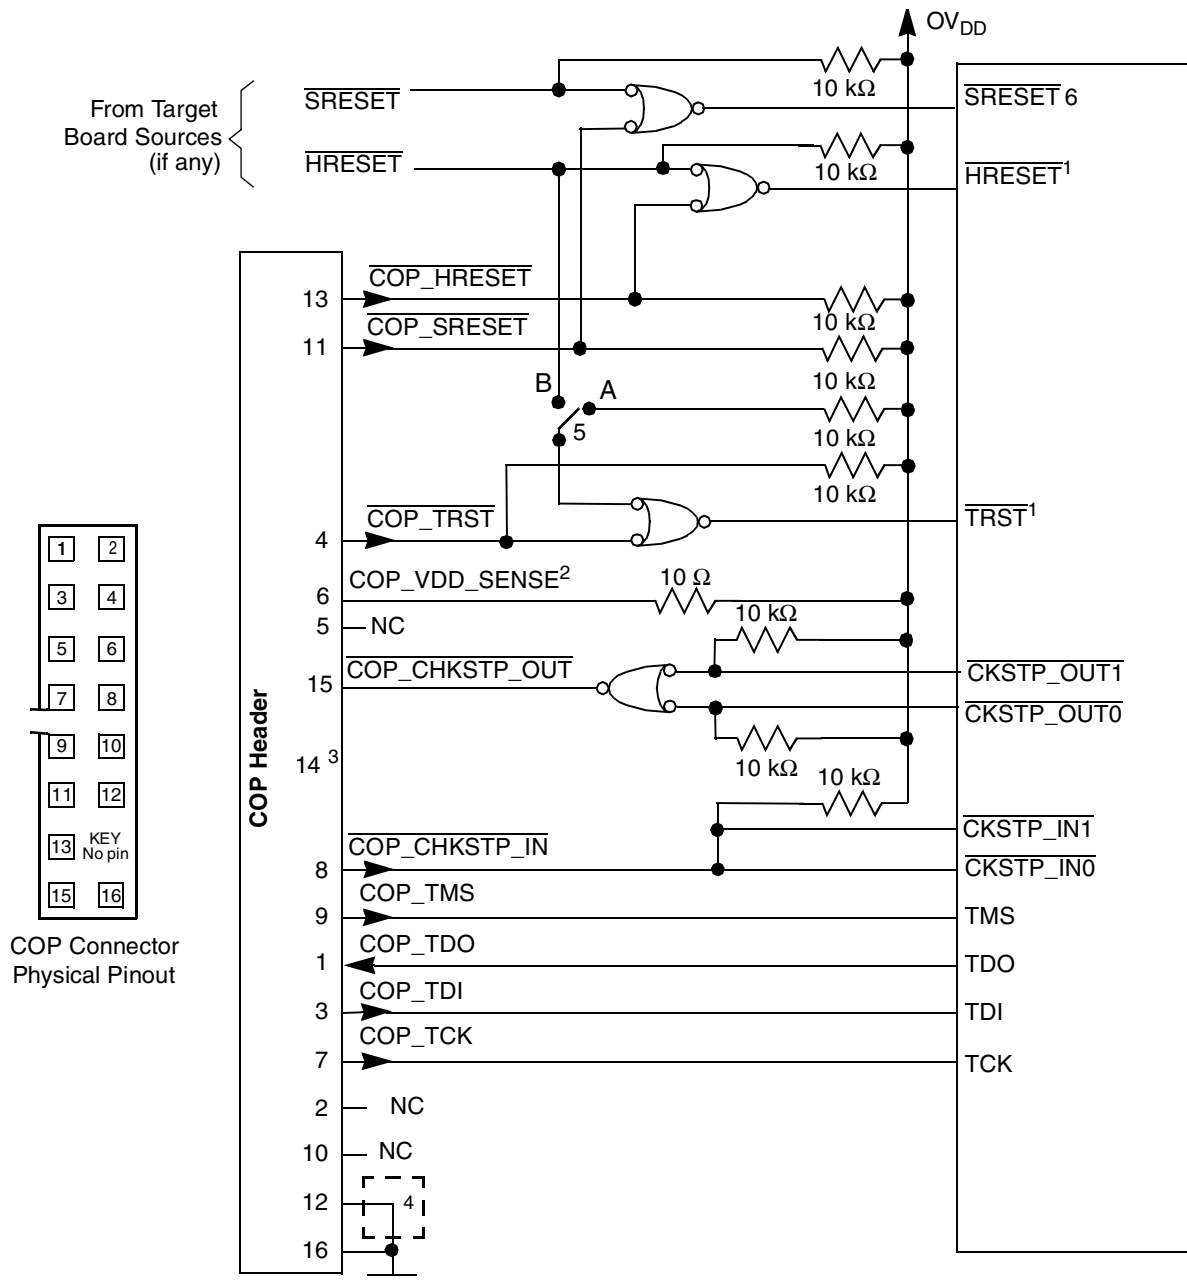 OVDD
10 kΩ
From Target
Board Sources
(if any)
SRESET
SRESET 6
HRESET
10 kΩ
HRESET1
COP Header
13
COP_HRESET
10 kΩ
11
COP_SRESET
10 kΩ
B
A
5
10 kΩ
10 kΩ
4
COP_TRST
TRST1
6
COP_VDD_SENSE2
10 Ω
5
NC
10 kΩ
15
COP_CHKSTP_OUT
CKSTP_OUT1
CKSTP_OUT0
10 kΩ
14 3
10 kΩ
CKSTP_IN1
8
COP_CHKSTP_IN
CKSTP_IN0
9
COP_TMS
TMS
1
COP_TDO
TDO
3
COP_TDI
TDI
7
COP_TCK
TCK
2
NC
10
NC
12
4
16
1 2
3 4
5 6
7 8
9 10
11 12
13 KEY
No pin
15 16
COP Connector
Physical Pinout